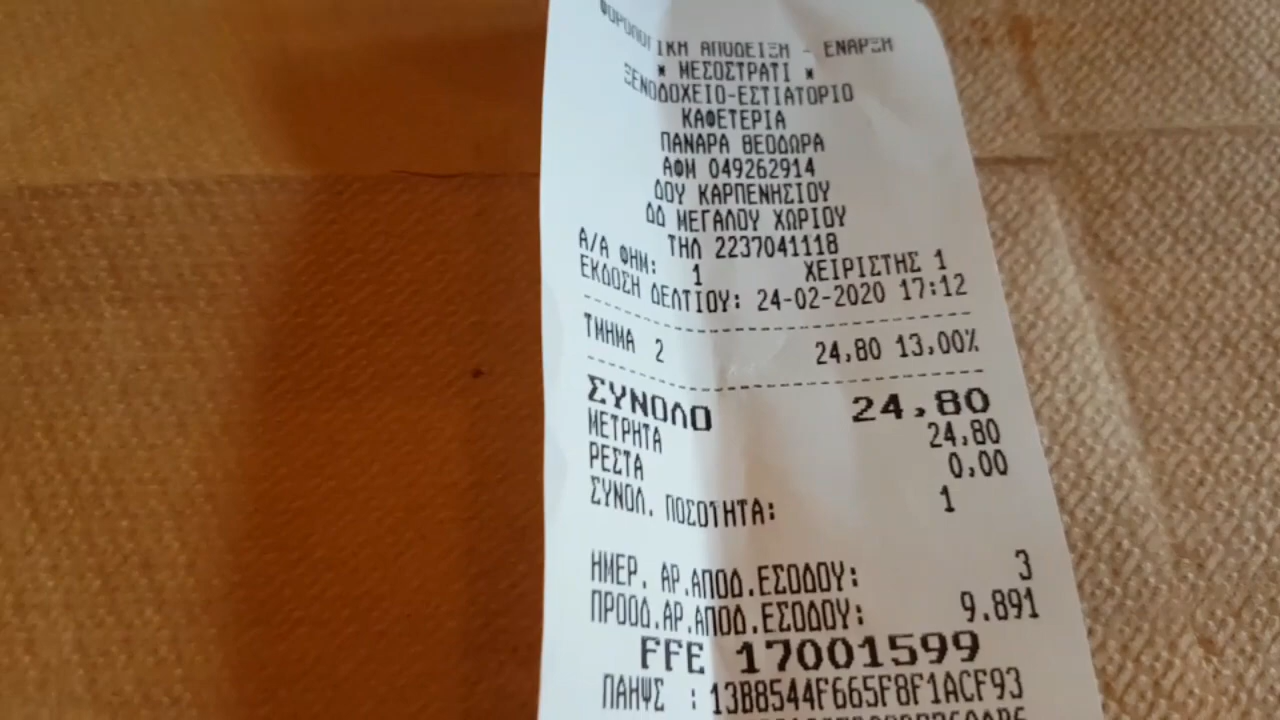 ΦΟΡΟΛΟΓΙΚΗ ΑΠΟΔΕΙΞΗ - ΕΝΑΡΞΗ
* ΜΕΣΟΣΤΡΑΤΙ *
ΞΕΝΟΔΟΧΕΙΟ-ΕΣΤΙΑΤΟΡΙΟ
ΚΑΦΕΤΕΡΙΑ
ΠΑΝΑΡΑ ΘΕΟΔΩΡΑ
ΑΦΜ 049262914
ΔΟΥ ΚΑΡΠΕΝΗΣΙΟΥ
ΔΔ ΜΕΓΑΛΟΥ ΧΩΡΙΟΥ
ΤΗΛ 2237041118
Α/Α ΦΗΜ: 1 ΧΕΙΡΙΣΤΗΣ 1
ΕΚΔΟΣΗ ΔΕΛΤΙΟΥ: 24-02-2020 17:12
ΤΜΗΜΑ 2 24,80 13,00%
ΣΥΝΟΛΟ 24,80
ΜΕΤΡΗΤΑ 24,80
ΡΕΣΤΑ 0,00
ΣΥΝΟΛ. ΠΟΣΟΤΗΤΑ: 1
ΗΜΕΡ. ΑΡ.ΑΠΟΔ.ΕΣΟΔΟΥ: 3
ΠΡΟΟΔ.ΑΡ.ΑΠΟΔ.ΕΣΟΔΟΥ: 9.891
FFE 17001599
ΠΑΗΨΣ : 13B8544F665F8F1ACF93